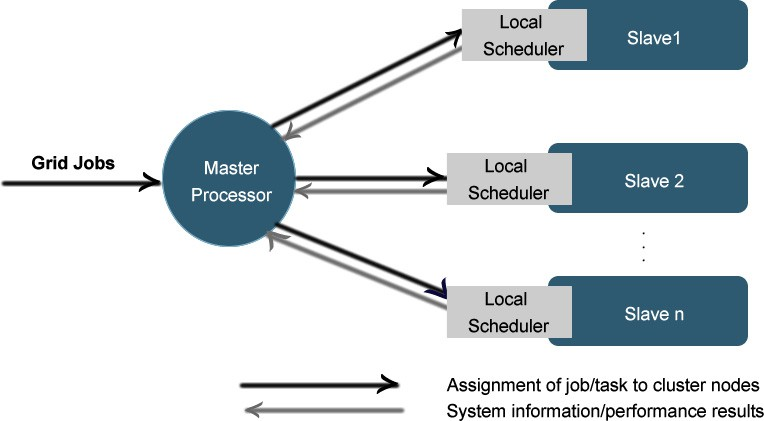 Local
Scheduler
Slave1
Grid Jobs
Master
Processor
Local
Scheduler
Slave 2
.
.
.
Local
Scheduler
Slave n
Assignment of job/task to cluster nodes
System information/performance results